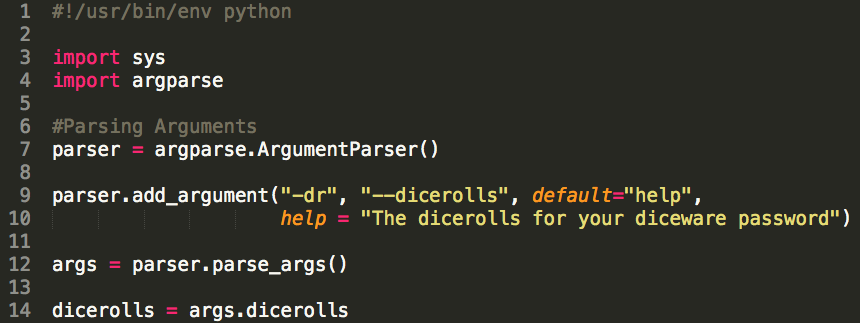 1 #!/usr/bin/env python
2
3 import sys
4 import argparse
5
6 #Parsing Arguments
7 parser = argparse.ArgumentParser()
8
9 parser.add_argument("-dr", "--dicerolls", default="help",
10                     help = "The dicerolls for your diceware password")
11
12 args = parser.parse_args()
13
14 dicerolls = args.dicerolls